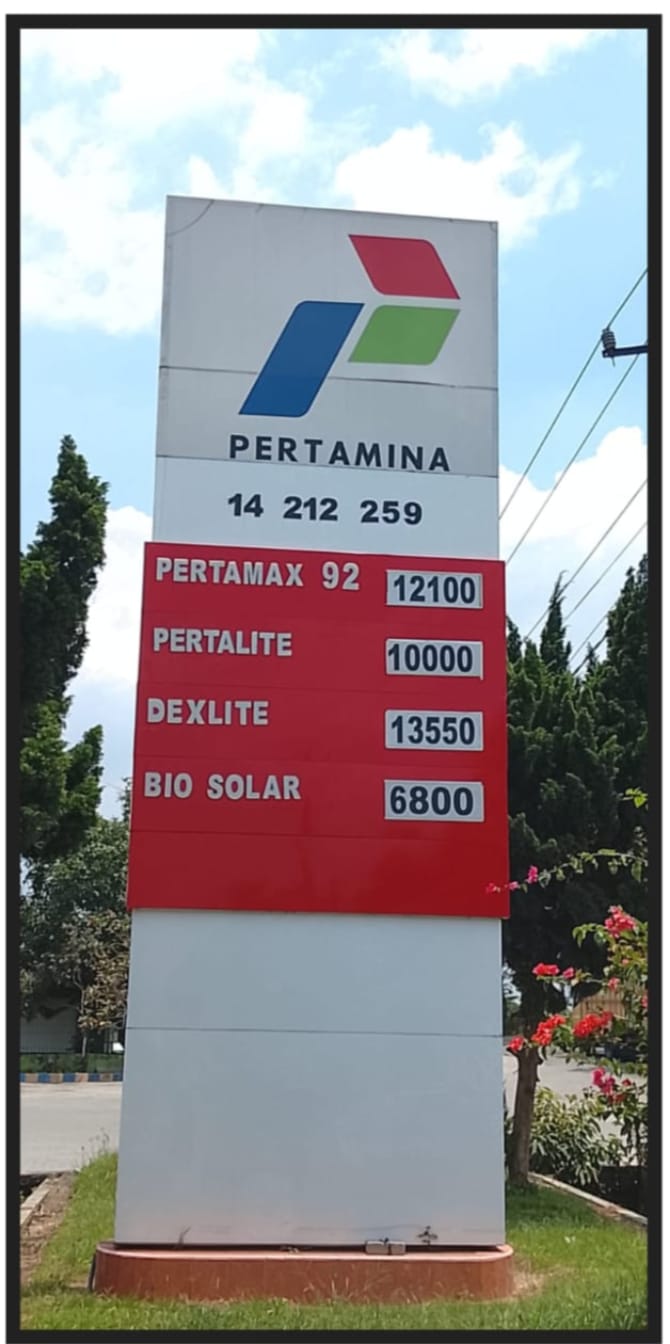 PERTAMINA
14 212 259
PERTAMAX 92 12100
PERTALITE 10000
DEXLITE 13550
BIO SOLAR 6800